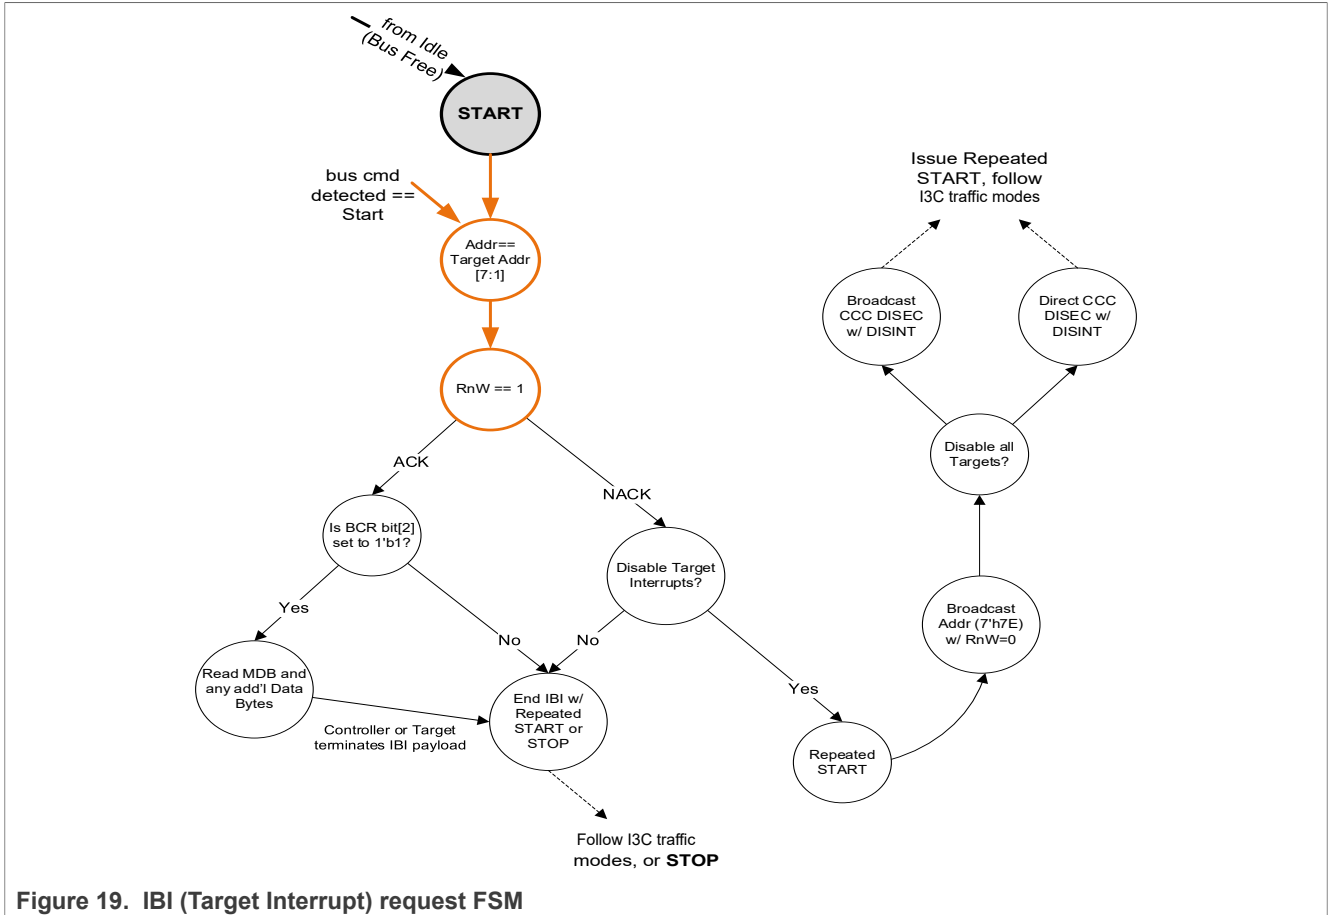 from Idle
(Bus Free)
START
bus cmd
detected ==
Start
Addr==
Target Addr
[7:1]
RnW == 1
ACK
NACK
Is BCR bit[2]
set to 1'b1?
Disable Target
Interrupts?
Yes
No
No
Yes
Read MDB and
any add'l Data
Bytes
Controller or Target
terminates IBI payload
End IBI w/
Repeated
START or
STOP
Follow I3C traffic
modes, or STOP
Repeated
START
Broadcast
Addr (7'h7E)
w/ RnW=0
Disable all
Targets?
Broadcast
CCC DISEC
w/ DISINT
Direct CCC
DISEC w/
DISINT
Issue Repeated
START, follow
I3C traffic modes
Figure 19. IBI (Target Interrupt) request FSM